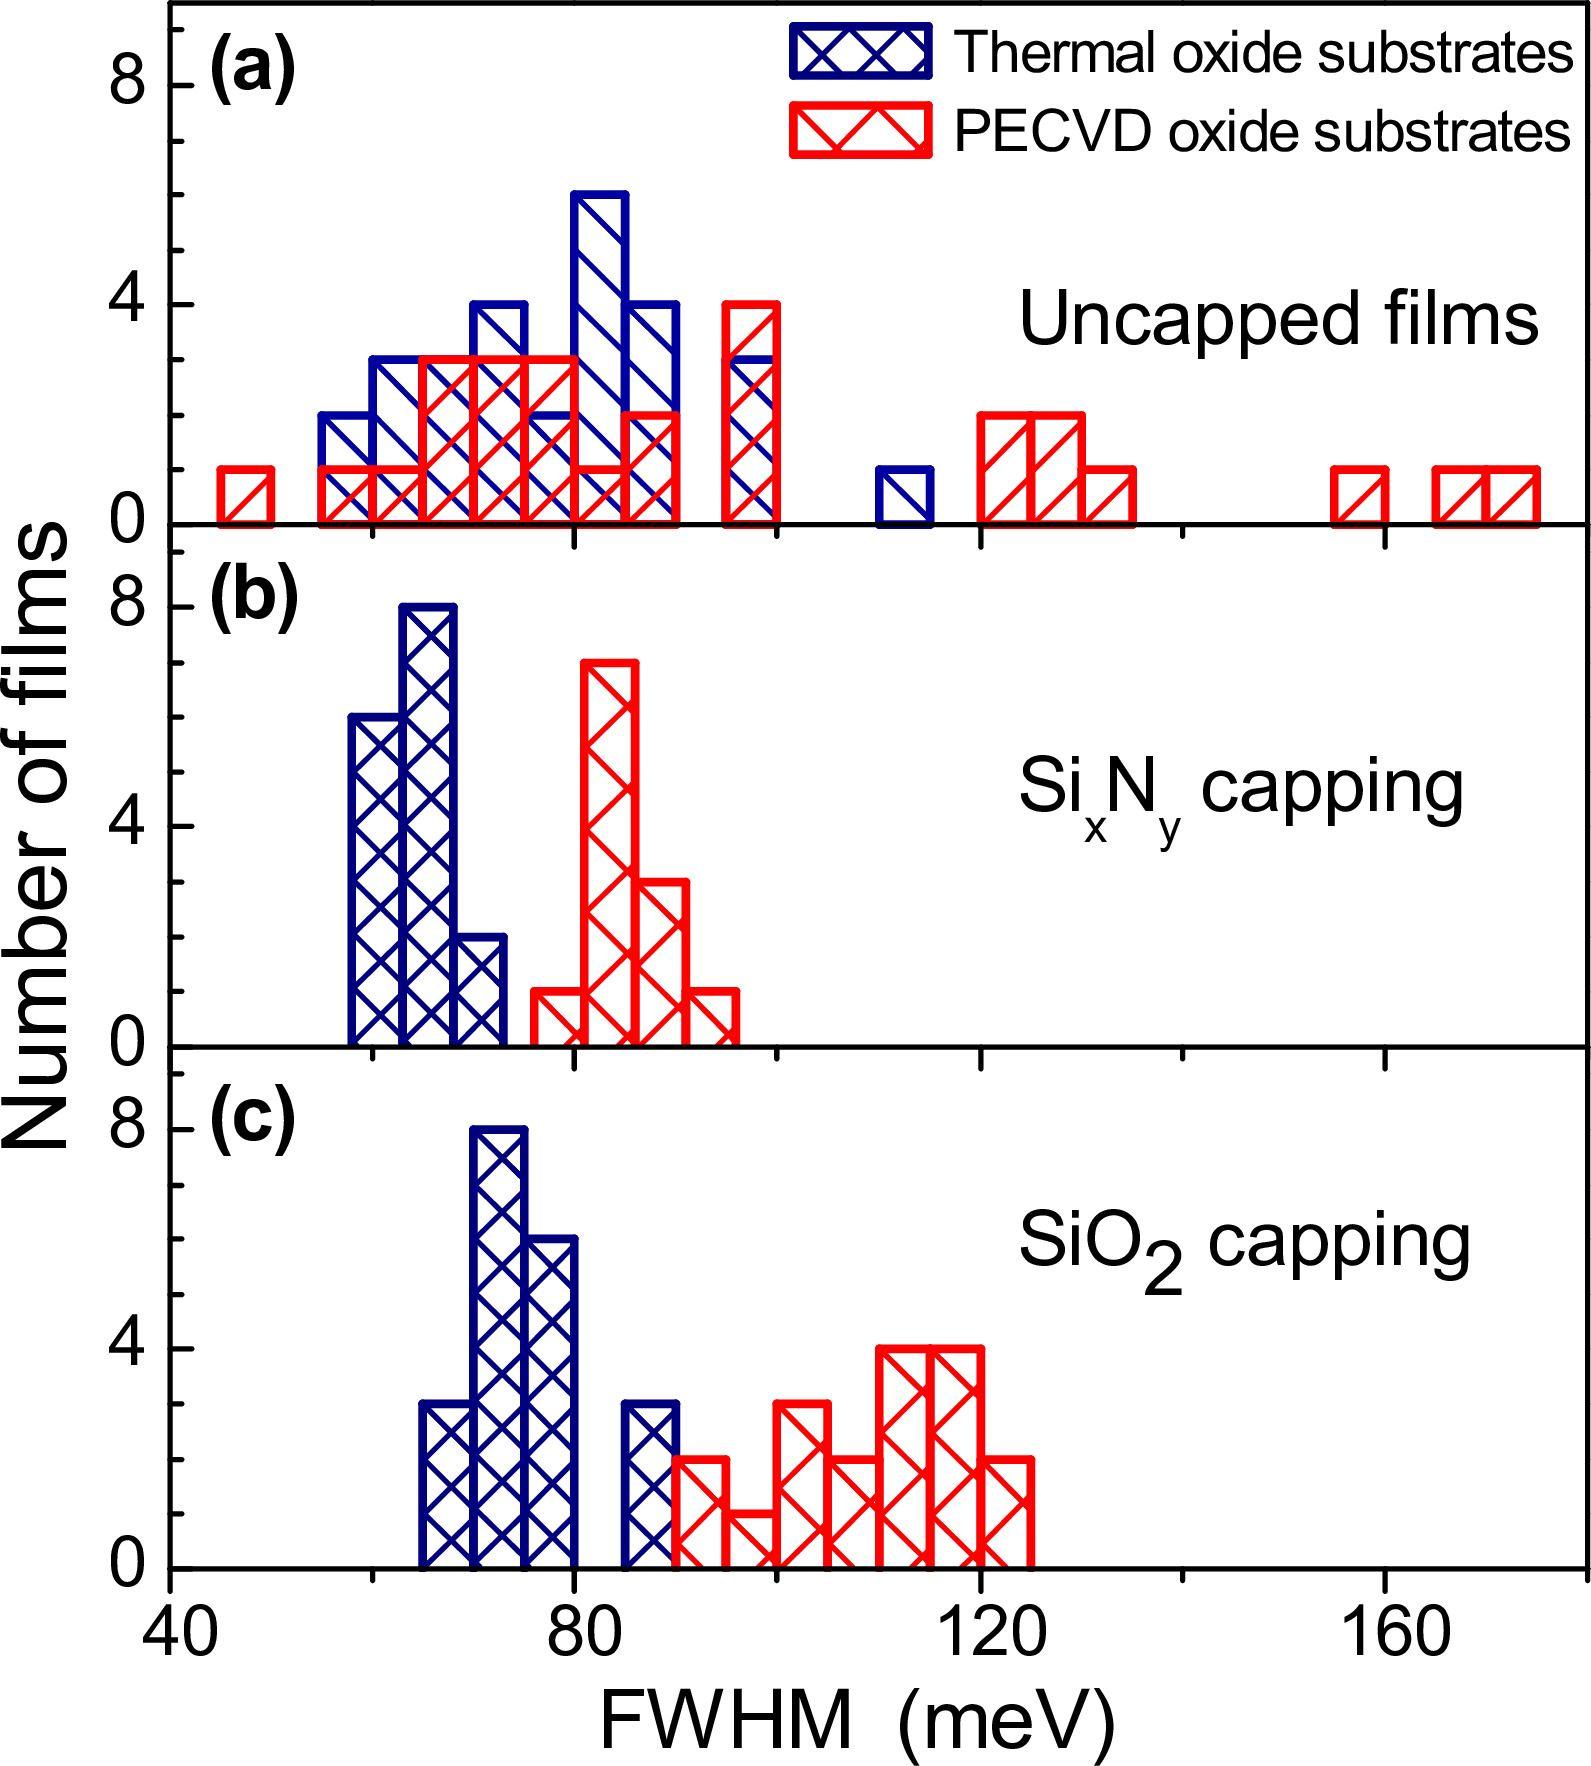 (a)
Thermal oxide substrates
PECVD oxide substrates
8
4
0
Uncapped films
(b)
8
4
0
SixNy capping
(c)
8
4
0
SiO2 capping
Number of films
40 80 120 160
FWHM (meV)